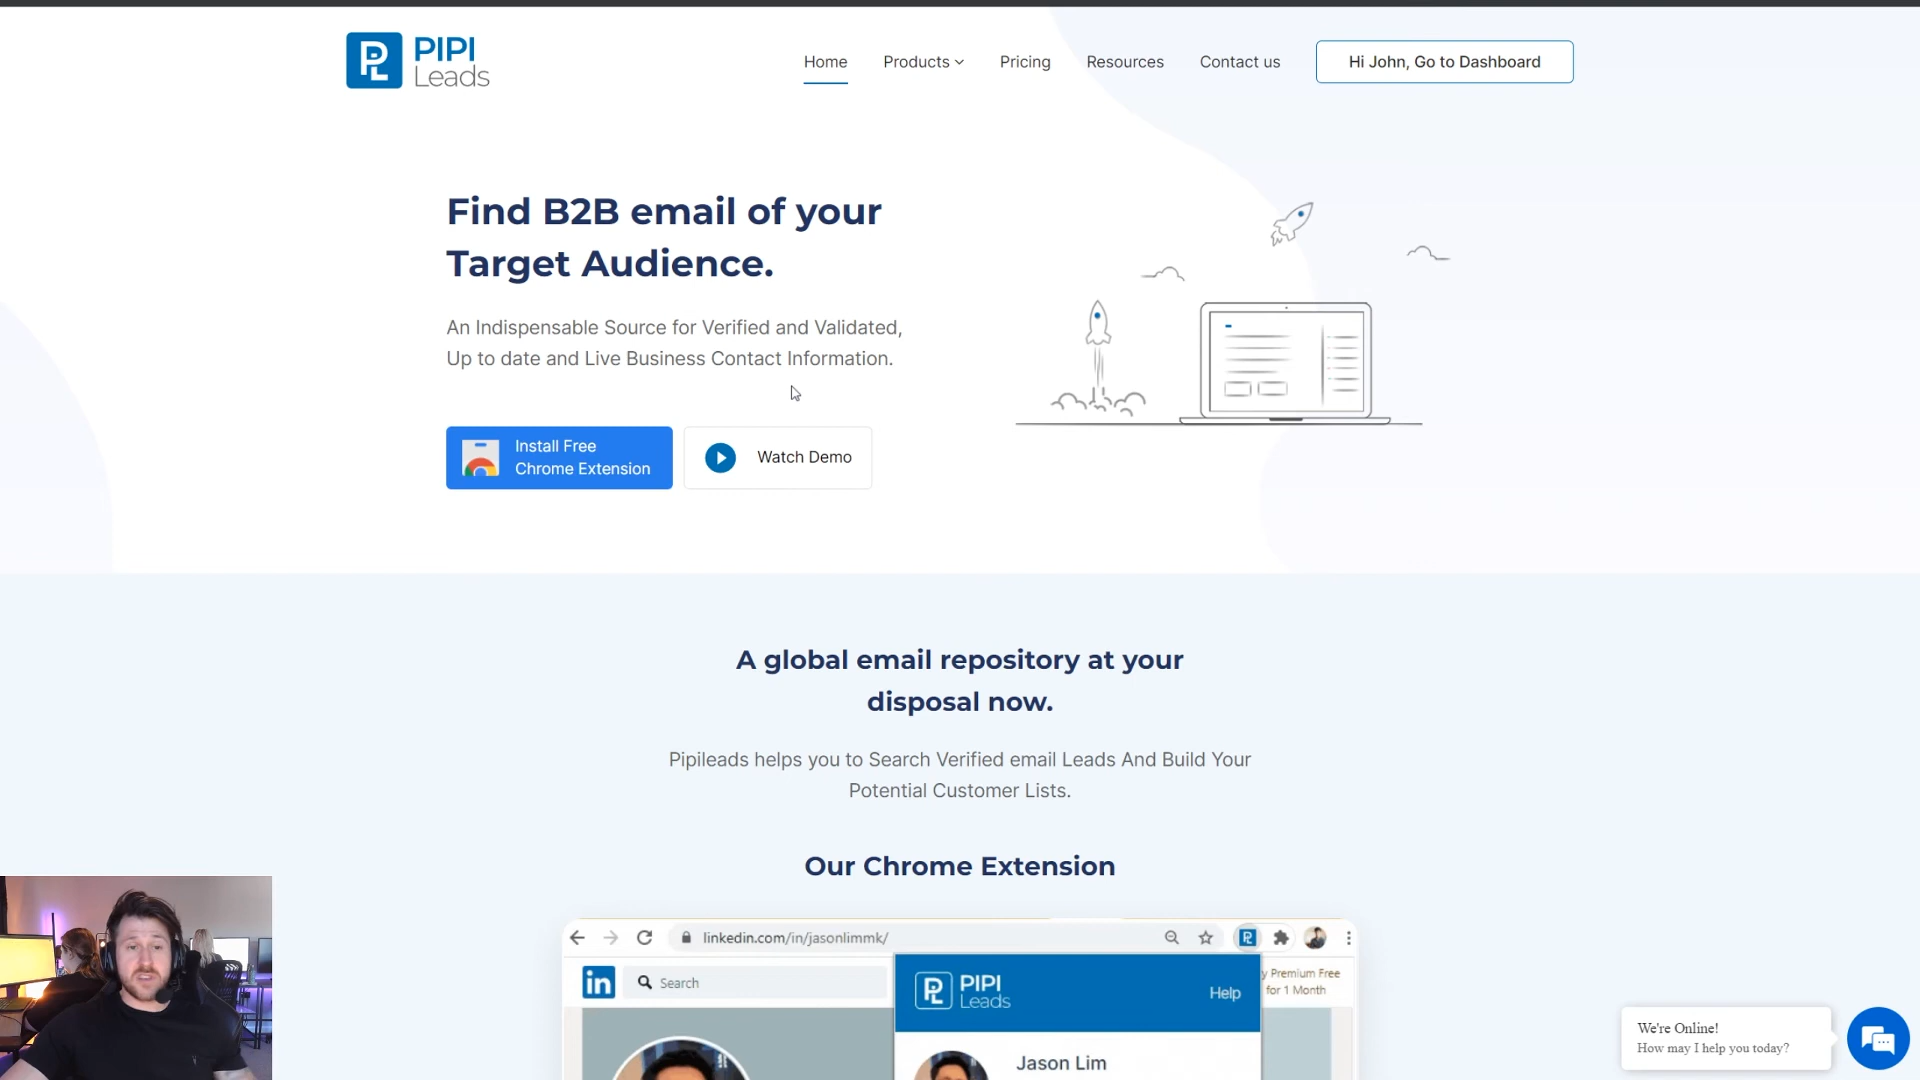 PL
PIPI
Leads
Home
Products
Pricing
Resources
Contact us
Hi John, Go to Dashboard
Find B2B email of your
Target Audience.
An Indispensable Source for Verified and Validated,
Up to date and Live Business Contact Information.
Install Free
Chrome Extension
Watch Demo
A global email repository at your
disposal now.
Pipileads helps you to Search Verified email Leads And Build Your
Potential Customer Lists.
Our Chrome Extension
linkedin.com/in/jasonlimmk/
PL
in
Search
PL
PIPI
Leads
Help
y Premium Free
for 1 Month
Jason Lim
We're Online!
How may I help you today?